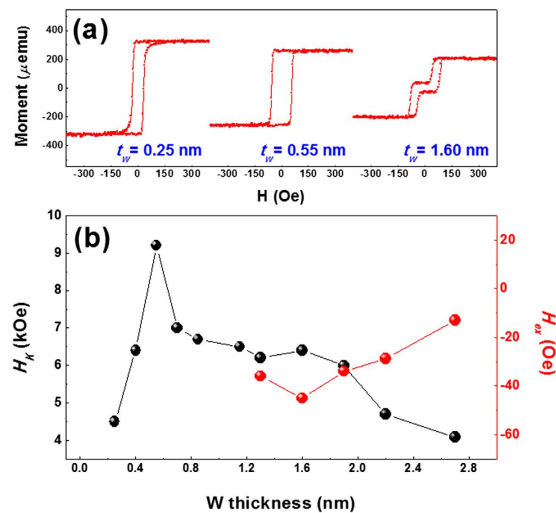 (a)
Moment (μemu)
400
200
0
-200
-400
t_w = 0.25 nm
t_w = 0.55 nm
t_w = 1.60 nm
-300 -150 0 150 300 -300 -150 0 150 300 -300 -150 0 150 300
H (Oe)
(b)
H_K (kOe)
10
9
8
7
6
5
4
20
0
-20
-40
-60
H_ex (Oe)
0.0 0.4 0.8 1.2 1.6 2.0 2.4 2.8
W thickness (nm)